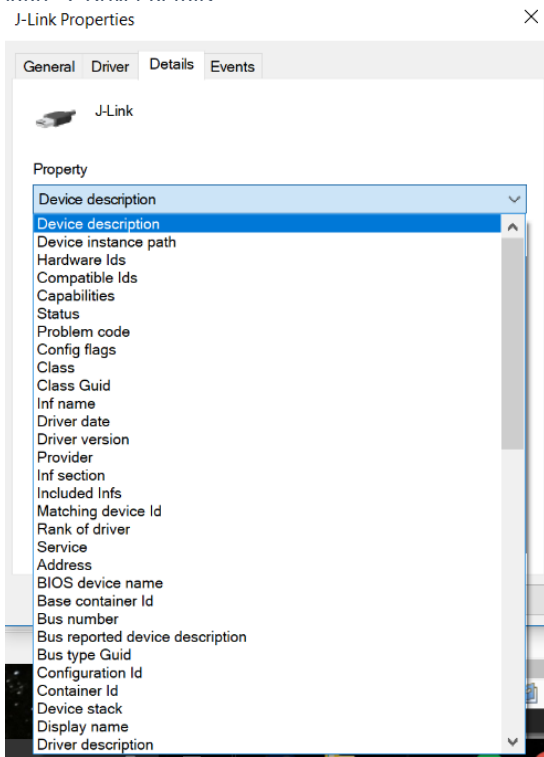 J-Link Properties
General Driver Details Events
J-Link
Property
Device description
Device description
Device instance path
Hardware Ids
Compatible Ids
Capabilities
Status
Problem code
Config flags
Class
Class Guid
Inf name
Driver date
Driver version
Provider
Inf section
Included Infs
Matching device Id
Rank of driver
Service
Address
BIOS device name
Base container Id
Bus number
Bus reported device description
Bus type Guid
Configuration Id
Container Id
Device stack
Display name
Driver description